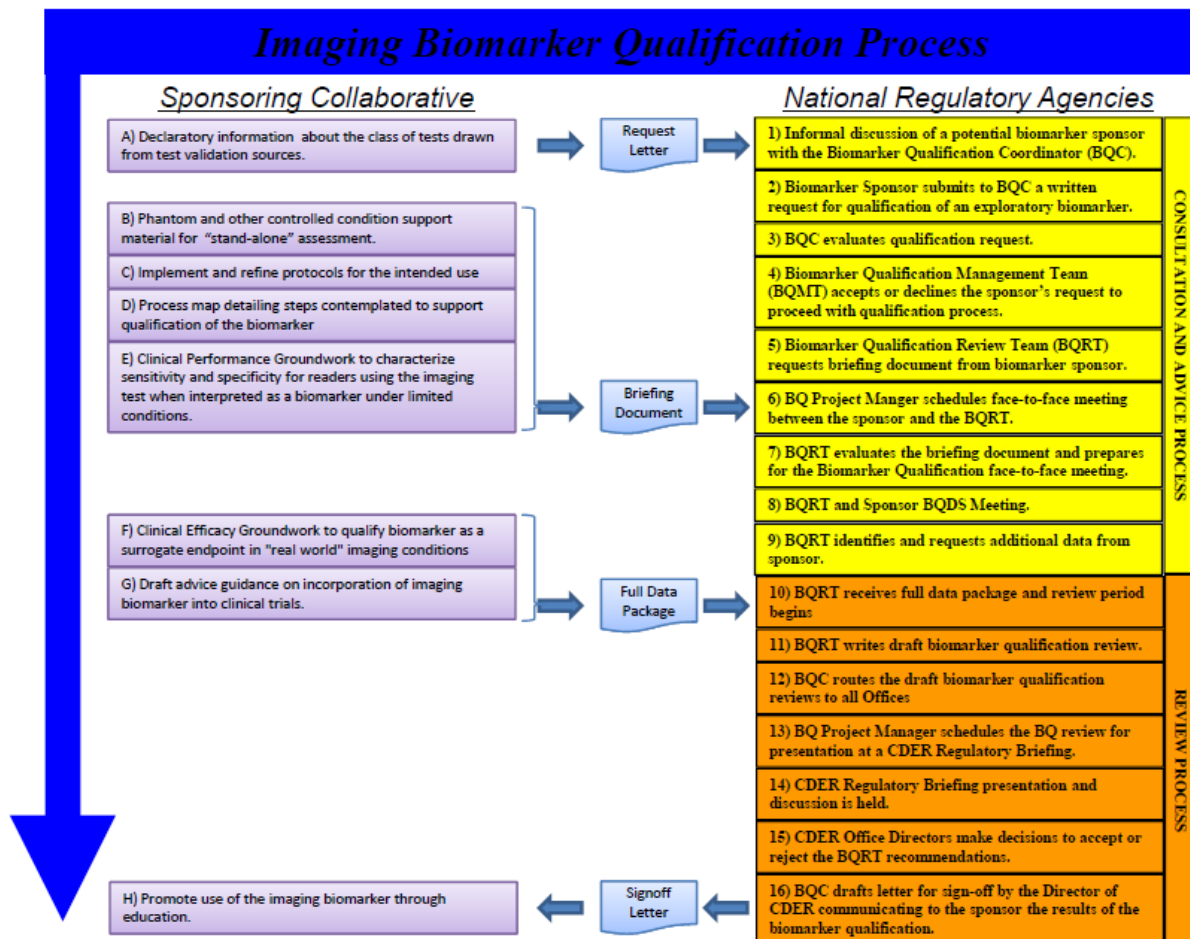 Imaging Biomarker Qualification Process
Sponsoring Collaborative
National Regulatory Agencies
A) Declaratory information about the class of tests drawn
from test validation sources.
Request
Letter
1) Informal discussion of a potential biomarker sponsor
with the Biomarker Qualification Coordinator (BQC).
2) Biomarker Sponsor submits to BQC a written
request for qualification of an exploratory biomarker.
B) Phantom and other controlled condition support
material for "stand-alone" assessment.
3) BQC evaluates qualification request.
C) Implement and refine protocols for the intended use
4) Biomarker Qualification Management Team
(BQMT) accepts or declines the sponsor's request to
proceed with qualification process.
D) Process map detailing steps contemplated to support
qualification of the biomarker
5) Biomarker Qualification Review Team (BQRT)
requests briefing document from biomarker sponsor.
E) Clinical Performance Groundwork to characterize
sensitivity and specificity for readers using the imaging
test when interpreted as a biomarker under limited
conditions.
Briefing
Document
6) BQ Project Manger schedules face-to-face meeting
between the sponsor and the BQRT.
7) BQRT evaluates the briefing document and prepares
for the Biomarker Qualification face-to-face meeting.
8) BQRT and Sponsor BQDS Meeting.
F) Clinical Efficacy Groundwork to qualify biomarker as a
surrogate endpoint in "real world" imaging conditions
9) BQRT identifies and requests additional data from
sponsor.
CONSULTATION AND ADVICE PROCESS
G) Draft advice guidance on incorporation of imaging
biomarker into clinical trials.
Full Data
Package
10) BQRT receives full data package and review period
begins
11) BQRT writes draft biomarker qualification review.
12) BQC routes the draft biomarker qualification
reviews to all Offices
13) BQ Project Manager schedules the BQ review for
presentation at a CDER Regulatory Briefing.
14) CDER Regulatory Briefing presentation and
discussion is held.
15) CDER Office Directors make decisions to accept or
reject the BQRT recommendations.
REVIEW PROCESS
H) Promote use of the imaging biomarker through
education.
Signoff
Letter
16) BQC drafts letter for sign-off by the Director of
CDER communicating to the sponsor the results of the
biomarker qualification.